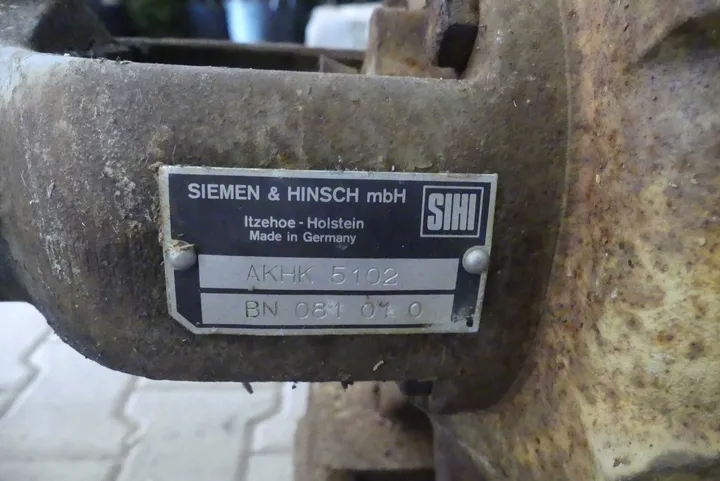 SIEMEN & HINSCH mbH
SIHI
Itzehoe - Holstein
Made in Germany
AKHK 5102
BN 081 01 0